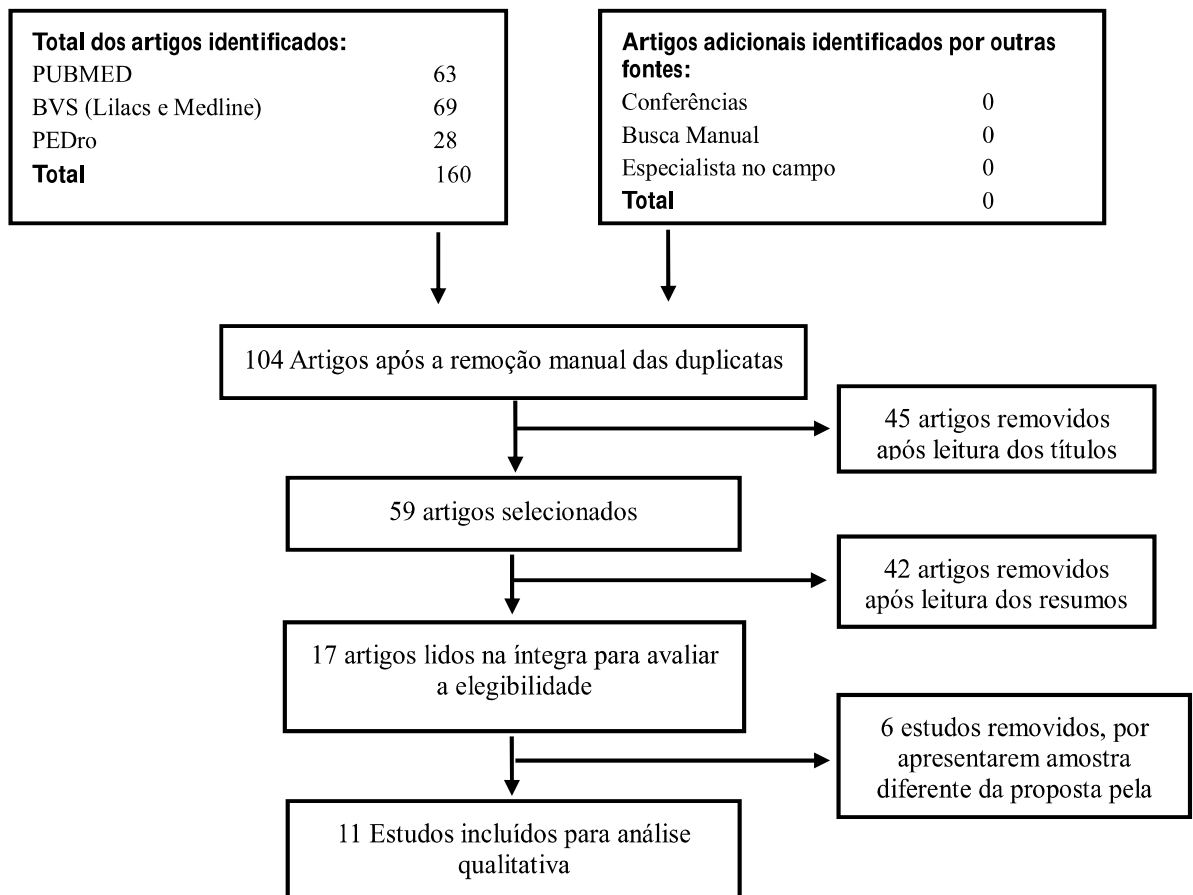 Total dos artigos identificados:
PUBMED 63
BVS (Lilacs e Medline) 69
PEDro 28
Total 160
Artigos adicionais identificados por outras
fontes:
Conferências 0
Busca Manual 0
Especialista no campo 0
Total 0
104 Artigos após a remoção manual das duplicatas
45 artigos removidos
após leitura dos títulos
59 artigos selecionados
42 artigos removidos
após leitura dos resumos
17 artigos lidos na íntegra para avaliar
a elegibilidade
6 estudos removidos, por
apresentarem amostra
diferente da proposta pela
11 Estudos incluídos para análise
qualitativa